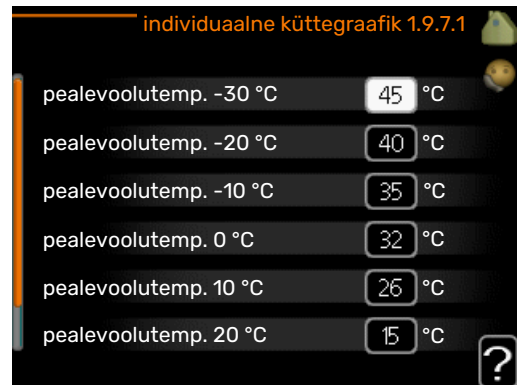 individuaalne küttegraafik 1.9.7.1
pealevoolutemp. -30 °C 45 °C
pealevoolutemp. -20 °C 40 °C
pealevoolutemp. -10 °C 35 °C
pealevoolutemp. 0 °C 32 °C
pealevoolutemp. 10 °C 26 °C
pealevoolutemp. 20 °C 15 °C
?